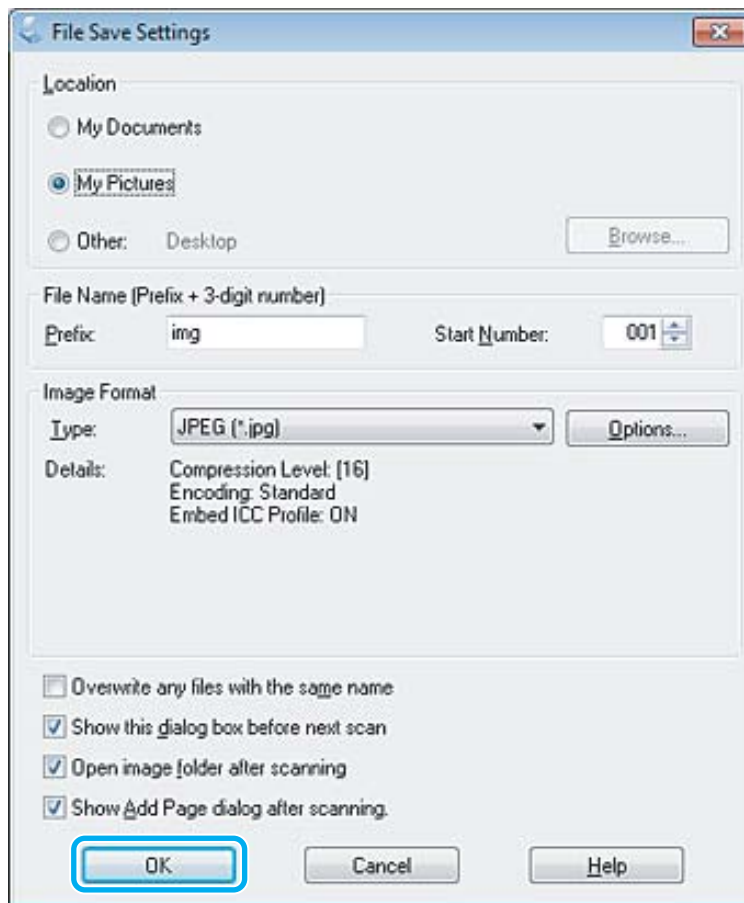 File Save Settings
Location
My Documents
My Pictures
Other: Desktop Browse...
File Name (Prefix + 3-digit number)
Prefix: img Start Number: 001
Image Format
Type: JPEG (*.jpg) Options...
Details: Compression Level: [16]
Encoding: Standard
Embed ICC Profile: ON
Overwrite any files with the same name
Show this dialog box before next scan
Open image folder after scanning
Show Add Page dialog after scanning.
OK Cancel Help